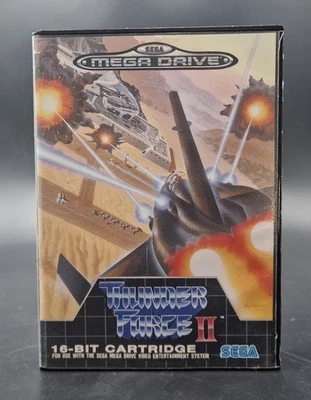 SEGA
MEGA DRIVE
THUNDER
FORCE II
16-BIT CARTRIDGE
FOR USE WITH THE SEGA MEGA DRIVE VIDEO ENTERTAINMENT SYSTEM
SEGA